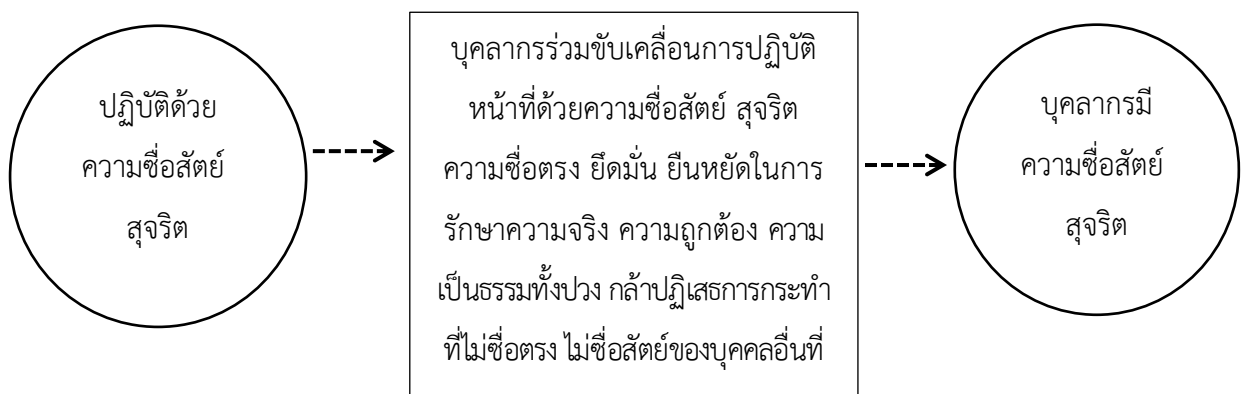 ปฏิบัติด้วย
ความซื่อสัตย์
สุจริต
บุคลากรร่วมขับเคลื่อนการปฏิบัติ
หน้าที่ด้วยความซื่อสัตย์ สุจริต
ความซื่อตรง ยึดมั่น ยืนหยัดในการ
รักษาความจริง ความถูกต้อง ความ
เป็นธรรมทั้งปวง กล้าปฏิเสธการกระทำ
ที่ไม่ซื่อตรง ไม่ซื่อสัตย์ของบุคคลอื่นที่
บุคลากรมี
ความซื่อสัตย์
สุจริต